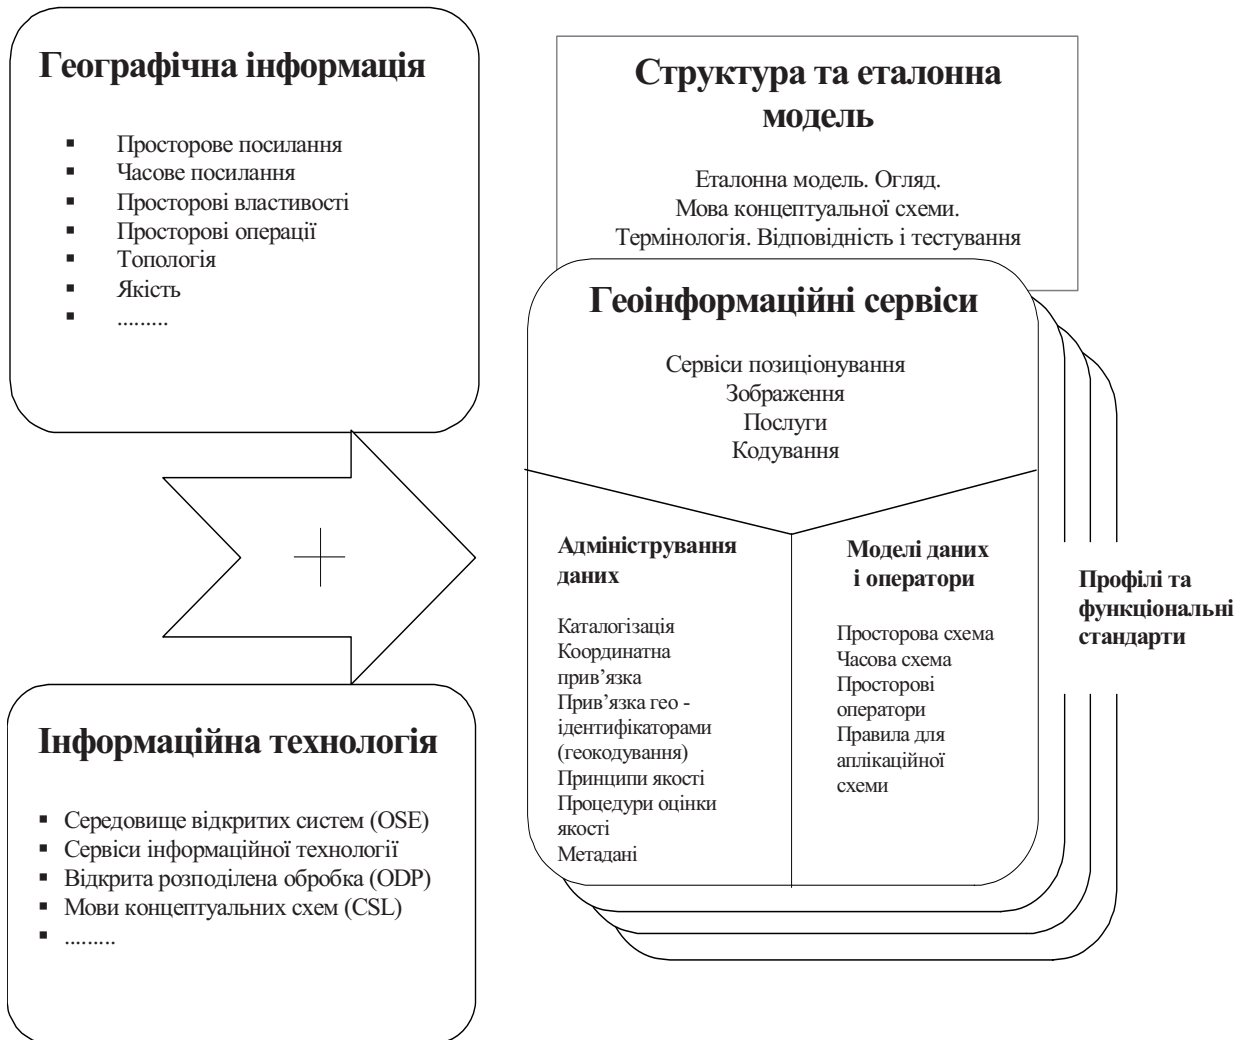 Географічна інформація
▪ Просторове посилання
▪ Часове посилання
▪ Просторові властивості
▪ Просторові операції
▪ Топологія
▪ Якість
▪ .........
+
Інформаційна технологія
▪ Середовище відкритих систем (OSE)
▪ Сервіси інформаційної технології
▪ Відкрита розподілена обробка (ODP)
▪ Мови концептуальних схем (CSL)
▪ .........
Структура та еталонна
модель
Еталонна модель. Огляд.
Мова концептуальної схеми.
Термінологія. Відповідність і тестування
Геоінформаційні сервіси
Сервіси позиціонування
Зображення
Послуги
Кодування
Адміністрування
даних
Каталогізація
Координатна
прив’язка
Прив’язка гео -
ідентифікаторами
(геокодування)
Принципи якості
Процедури оцінки
якості
Метадані
Моделі даних
і оператори
Просторова схема
Часова схема
Просторові
оператори
Правила для
аплікаційної
схеми
Профілі та
функціональні
стандарти